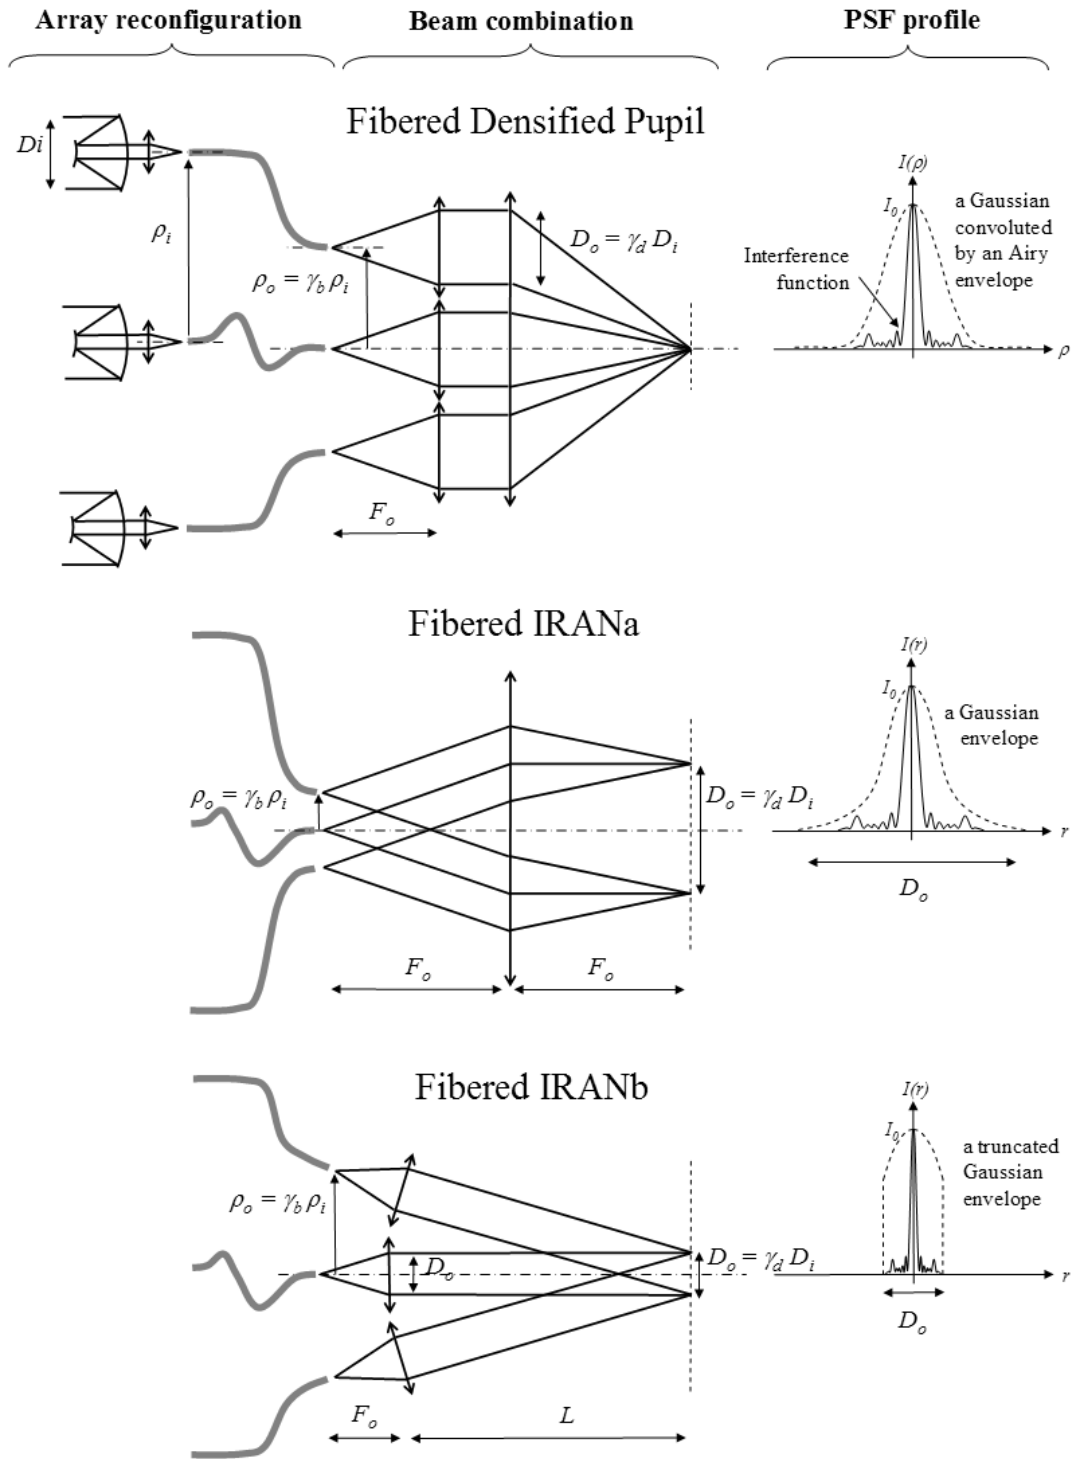 Array reconfiguration
Beam combination
PSF profile
Fibered Densified Pupil
Di
ρi
ρo = γb ρi
Do = γd Di
Fo
I(ρ)
I0
a Gaussian
convoluted
by an Airy
envelope
Interference
function
ρ
Fibered IRANa
ρo = γb ρi
Do = γd Di
Fo
Fo
I(r)
I0
a Gaussian
envelope
r
Do
Fibered IRANb
ρo = γb ρi
Do
Do = γd Di
Fo
L
I(r)
I0
a truncated
Gaussian
envelope
r
Do